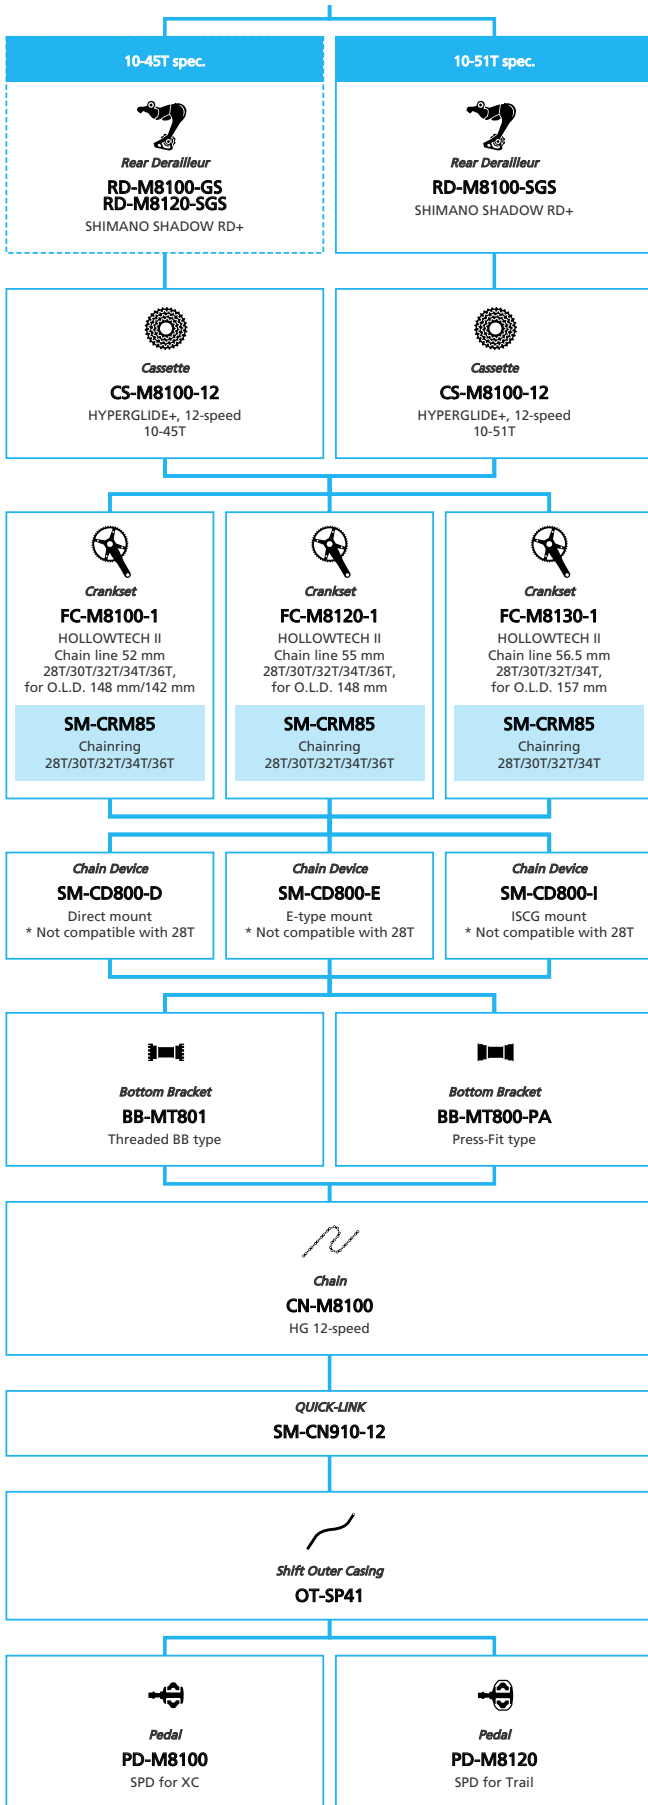 10-45T spec.
10-51T spec.
Rear Derailleur
RD-M8100-GS
RD-M8120-SGS
SHIMANO SHADOW RD+
Rear Derailleur
RD-M8100-SGS
SHIMANO SHADOW RD+
Cassette
CS-M8100-12
HYPERGLIDE+, 12-speed
10-45T
Cassette
CS-M8100-12
HYPERGLIDE+, 12-speed
10-51T
Crankset
FC-M8100-1
HOLLOWTECH II
Chain line 52 mm
28T/30T/32T/34T/36T,
for O.L.D. 148 mm/142 mm
SM-CRM85
Chainring
28T/30T/32T/34T/36T
Crankset
FC-M8120-1
HOLLOWTECH II
Chain line 55 mm
28T/30T/32T/34T/36T,
for O.L.D. 148 mm
SM-CRM85
Chainring
28T/30T/32T/34T/36T
Crankset
FC-M8130-1
HOLLOWTECH II
Chain line 56.5 mm
28T/30T/32T/34T,
for O.L.D. 157 mm
SM-CRM85
Chainring
28T/30T/32T/34T
Chain Device
SM-CD800-D
Direct mount
* Not compatible with 28T
Chain Device
SM-CD800-E
E-type mount
* Not compatible with 28T
Chain Device
SM-CD800-I
ISCG mount
* Not compatible with 28T
Bottom Bracket
BB-MT801
Threaded BB type
Bottom Bracket
BB-MT800-PA
Press-Fit type
Chain
CN-M8100
HG 12-speed
QUICK-LINK
SM-CN910-12
Shift Outer Casing
OT-SP41
Pedal
PD-M8100
SPD for XC
Pedal
PD-M8120
SPD for Trail